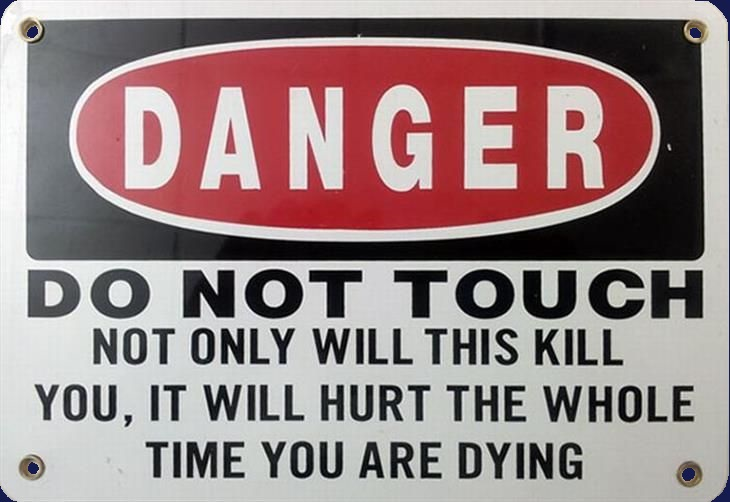 DANGER
DO NOT TOUCH
NOT ONLY WILL THIS KILL
YOU, IT WILL HURT THE WHOLE
TIME YOU ARE DYING